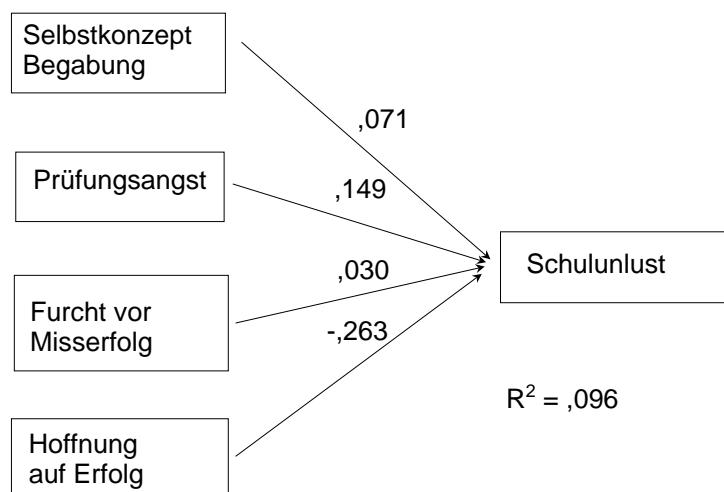 Selbstkonzept
Begabung
,071
Prüfungsangst
,149
Schulunlust
,030
Furcht vor
Misserfolg
-,263
R² = ,096
Hoffnung
auf Erfolg